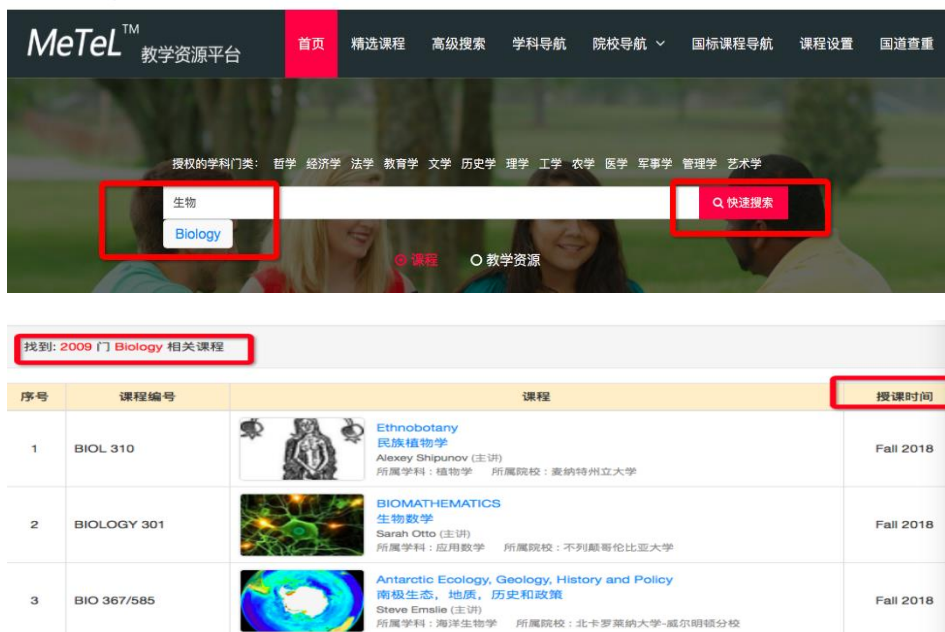 MeTeL™ 教学资源平台 首页 精选课程 高级搜索 学科导航 院校导航 国标课程导航 课程设置 国道查重
授权的学科门类: 哲学 经济学 法学 教育学 文学 历史学 理学 工学 农学 医学 军事学 管理学 艺术学
生物 快速搜索
Biology
课程 教学资源
找到: 2009 门 Biology 相关课程
序号 课程编号 课程 授课时间
Ethnobotany
民族植物学
1 BIOL 310 Alexey Shipunov (主讲) Fall 2018
所属学科：植物学 所属院校：麦纳特州立大学
BIOMATHEMATICS
生物数学
2 BIOLOGY 301 Sarah Otto (主讲) Fall 2018
所属学科：应用数学 所属院校：不列颠哥伦比亚大学
Antarctic Ecology, Geology, History and Policy
南极生态，地质，历史和政策
3 BIO 367/585 Steve Emslie (主讲) Fall 2018
所属学科：海洋生物学 所属院校：北卡罗莱纳大学-威尔明顿分校